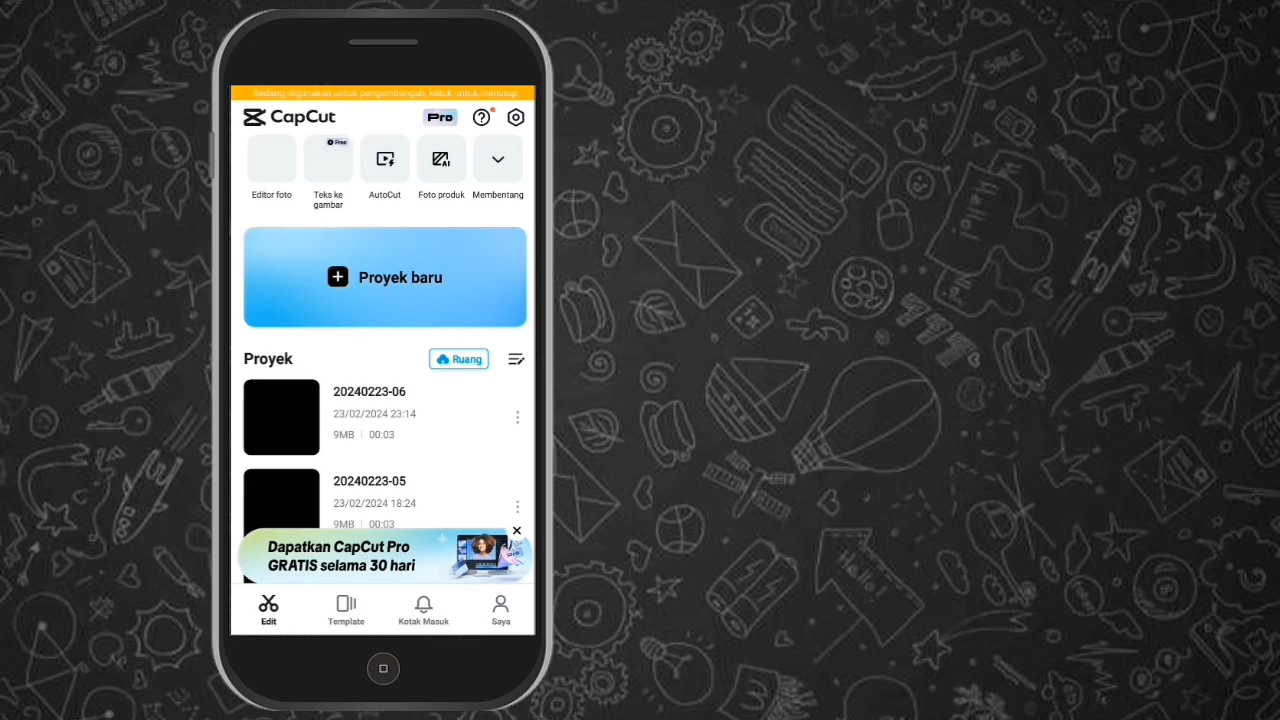 Sedang digunakan untuk pengembangan, ketuk untuk menutup.
CapCut
Pro
Free
Editor foto
Teks ke
gambar
AutoCut
Foto produk
Membentang
Proyek baru
Proyek
Ruang
20240223-06
23/02/2024 23:14
9MB | 00:03
20240223-05
23/02/2024 18:24
9MB | 00:03
Dapatkan CapCut Pro
GRATIS selama 30 hari
Edit
Template
Kotak Masuk
Saya
SALE
Hello!